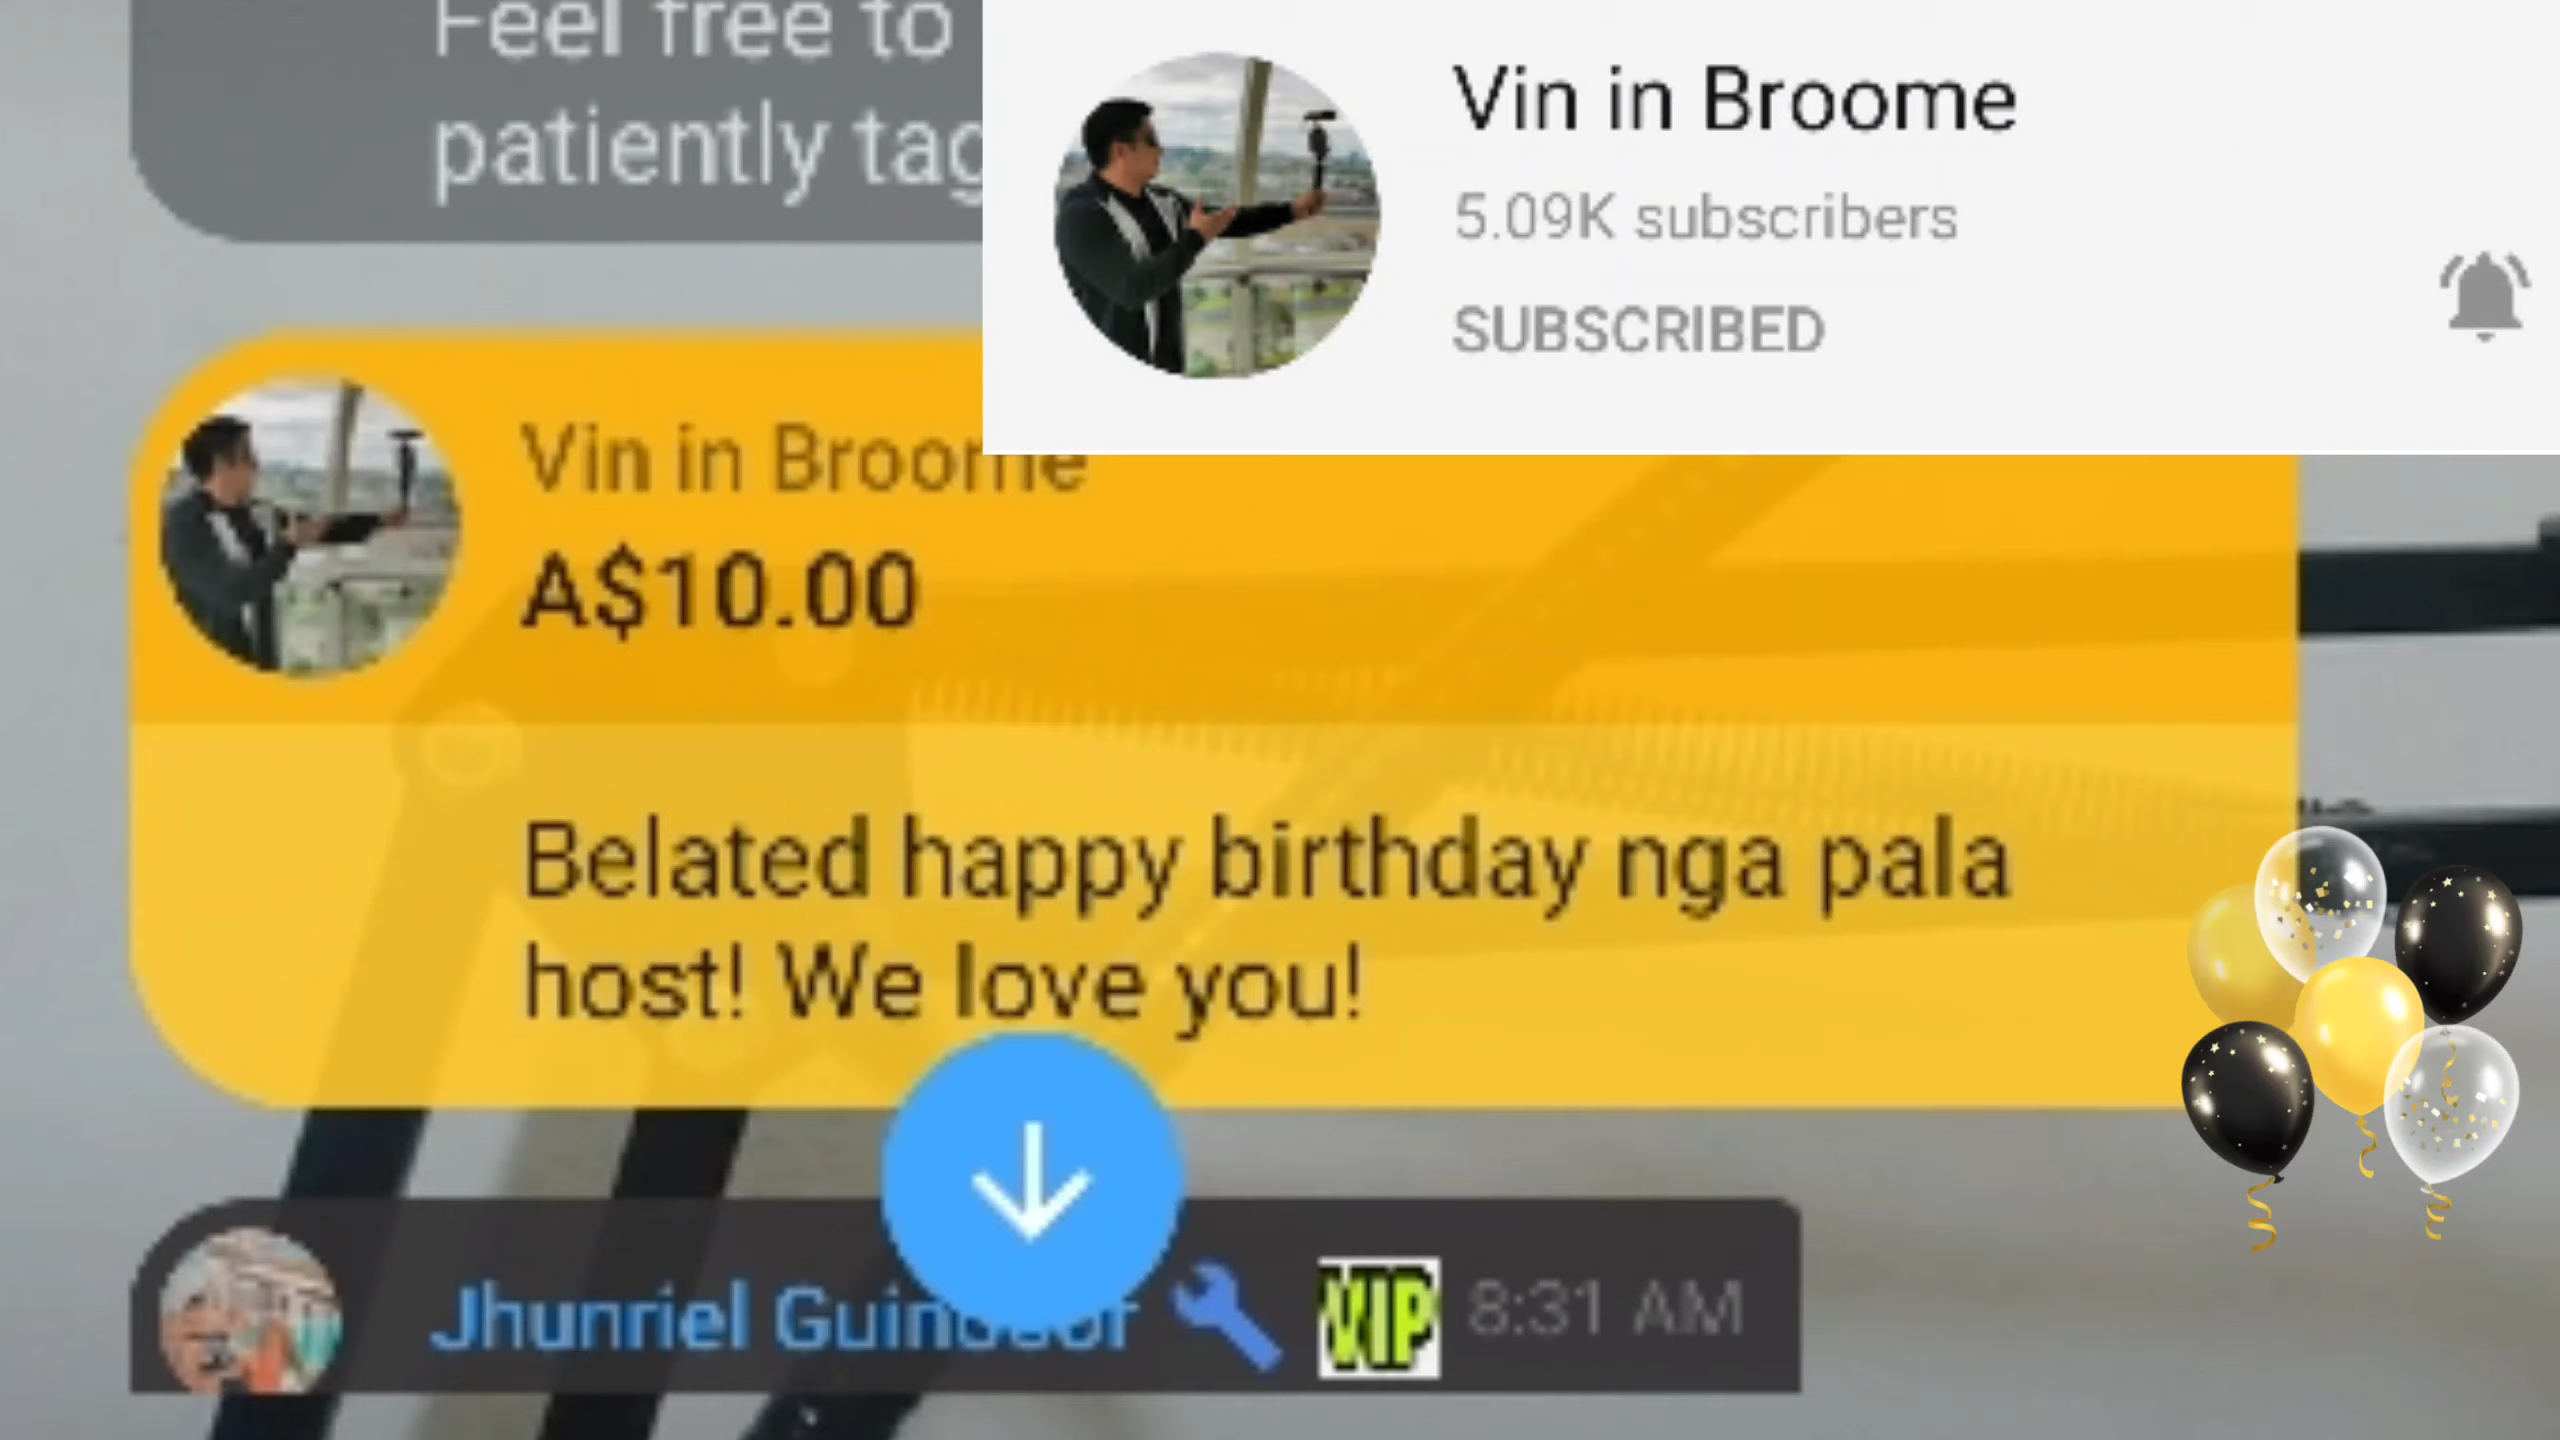 Feel free to
patiently tag
Vin in Broome
5.09K subscribers
SUBSCRIBED
Vin in Broome
A$10.00
Belated happy birthday nga pala
host! We love you!
Jhunriel
VIP
8:31 AM